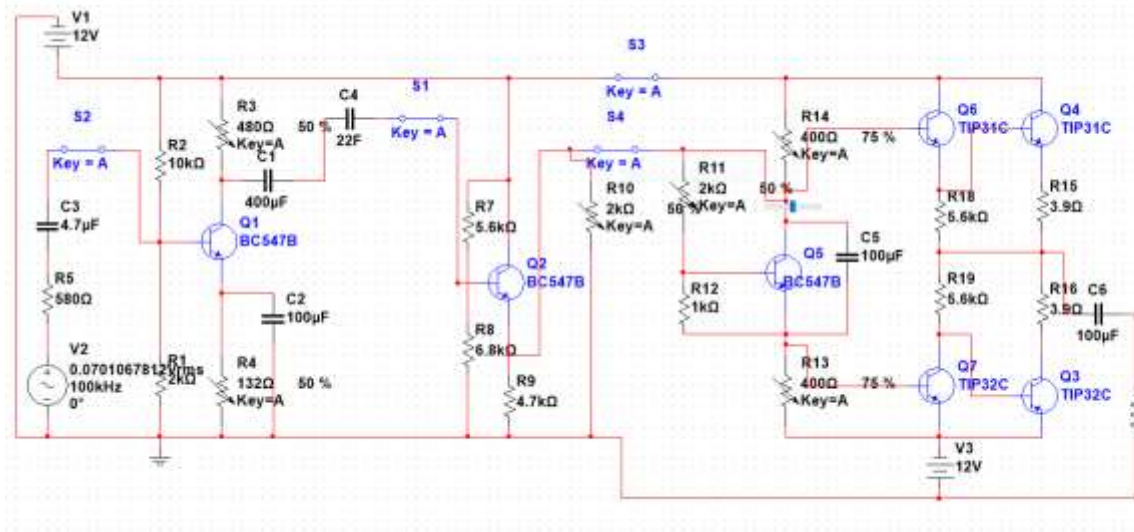 V1
12V
S2
Key = A
C3
4.7µF
R5
580Ω
V2
0.0701067812Vrms
100kHz
0°
R2
10kΩ
R1
2kΩ
R3
480Ω
Key=A
50 %
C1
400µF
Q1
BC547B
C2
100µF
R4
132Ω
Key=A
50 %
C4
22F
S1
Key = A
R7
5.6kΩ
R8
6.8kΩ
Q2
BC547B
R9
4.7kΩ
S3
Key = A
S4
Key = A
R10
2kΩ
Key=A
50 %
R11
2kΩ
Key=A
50 %
R12
1kΩ
R14
400Ω
Key=A
75 %
Q5
BC547B
C5
100µF
R13
400Ω
Key=A
75 %
Q6
TIP31C
Q4
TIP31C
R18
5.6kΩ
R15
3.9Ω
R19
5.6kΩ
R16
3.9Ω
C6
100µF
Q7
TIP32C
Q3
TIP32C
V3
12V